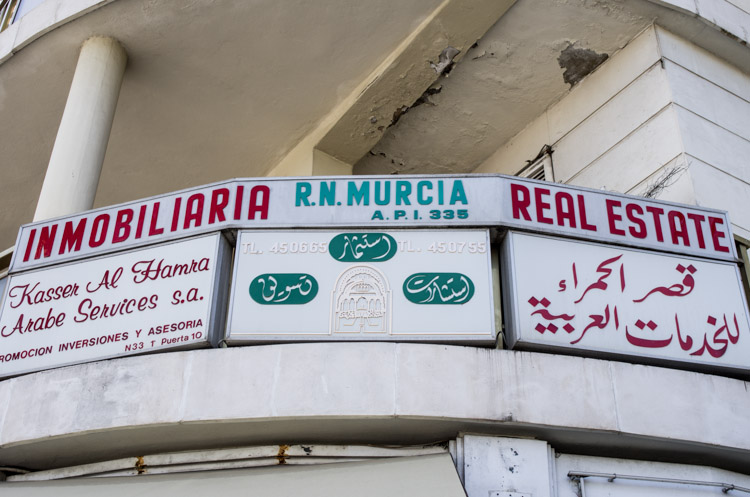 INMOBILIARIA
R.N.MURCIA
A.P.I. 335
REAL ESTATE
Kasser Al Hamra
Arabe Services s.a.
PROMOCION INVERSIONES Y ASESORIA
N33 1 Puerta 10
TL. 450665
استثمار
TL. 450755
تسويق
استشارات
قصر الحمراء
للخدمات العربية